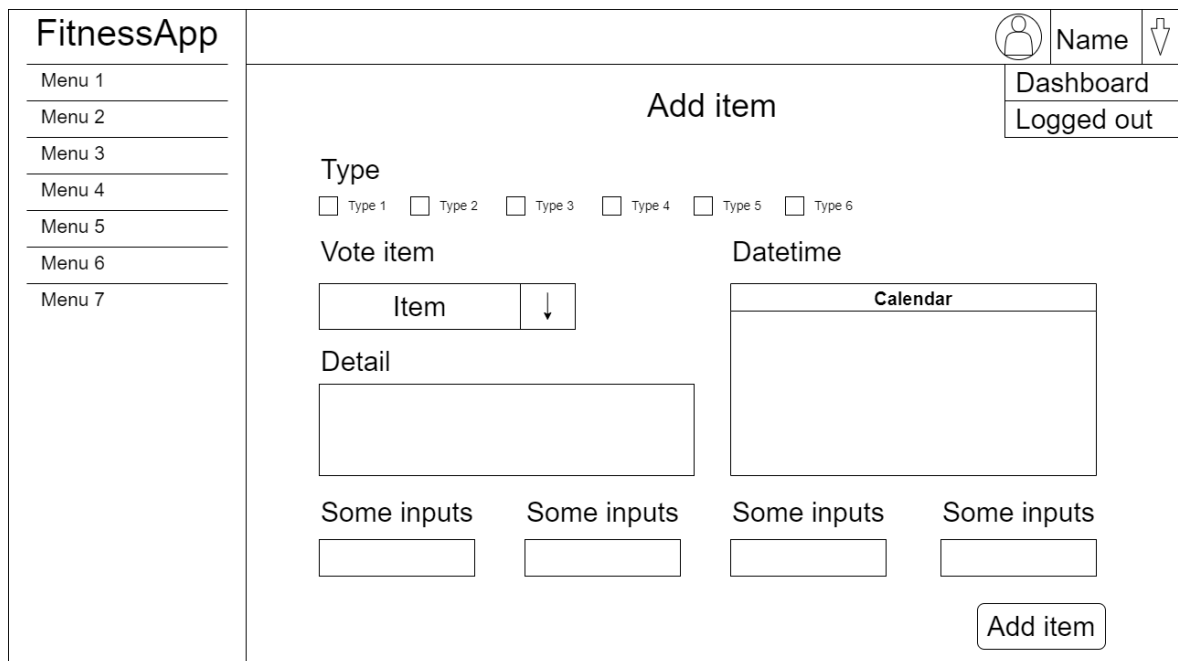 FitnessApp
Name
Menu 1
Menu 2
Menu 3
Menu 4
Menu 5
Menu 6
Menu 7
Dashboard
Logged out
Add item
Type
Type 1 Type 2 Type 3 Type 4 Type 5 Type 6
Vote item
Item
Detail
Datetime
Calendar
Some inputs Some inputs Some inputs Some inputs
Add item